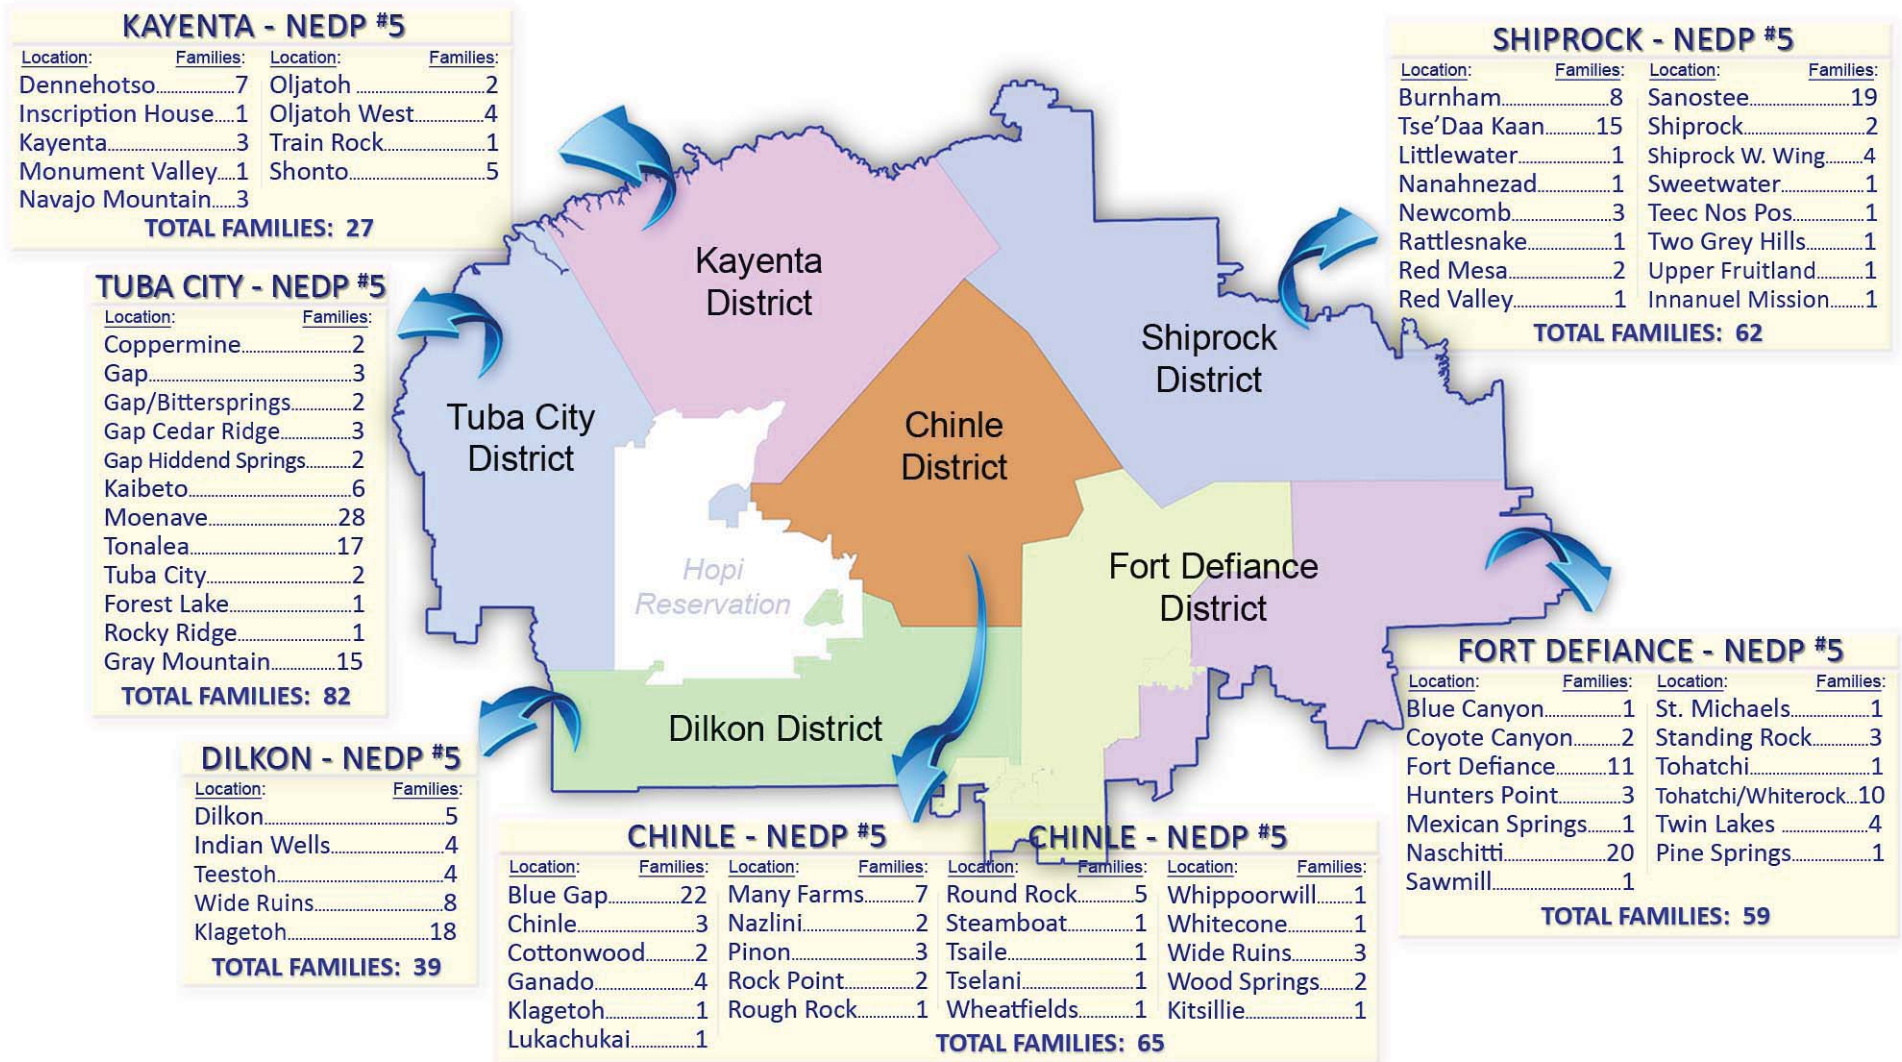 KAYENTA - NEDP #5
Location: Families: Location: Families:
Dennehotso 7 Oljatoh 2
Inscription House 1 Oljatoh West 4
Kayenta 3 Train Rock 1
Monument Valley 1 Shonto 5
Navajo Mountain 3
TOTAL FAMILIES: 27
SHIPROCK - NEDP #5
Location: Families: Location: Families:
Burnham 8 Sanostee 19
Tse'Daa Kaan 15 Shiprock 2
Littlewater 1 Shiprock W. Wing 4
Nanahnezad 1 Sweetwater 1
Newcomb 3 Teec Nos Pos 1
Rattlesnake 1 Two Grey Hills 1
Red Mesa 2 Upper Fruitland 1
Red Valley 1 Innanuel Mission 1
TOTAL FAMILIES: 62
TUBA CITY - NEDP #5
Location: Families:
Coppermine 2
Gap 3
Gap/Bittersprings 2
Gap Cedar Ridge 3
Gap Hiddend Springs 2
Kaibeto 6
Moenave 28
Tonalea 17
Tuba City 2
Forest Lake 1
Rocky Ridge 1
Gray Mountain 15
TOTAL FAMILIES: 82
Kayenta
District
Shiprock
District
Tuba City
District
Chinle
District
Hopi
Reservation
Fort Defiance
District
Dilkon District
DILKON - NEDP #5
Location: Families:
Dilkon 5
Indian Wells 4
Teestoh 4
Wide Ruins 8
Klagetoh 18
TOTAL FAMILIES: 39
FORT DEFIANCE - NEDP #5
Location: Families: Location: Families:
Blue Canyon 1 St. Michaels 1
Coyote Canyon 2 Standing Rock 3
Fort Defiance 11 Tohatchi 1
Hunters Point 3 Tohatchi/Whiterock 10
Mexican Springs 1 Twin Lakes 4
Naschitti 20 Pine Springs 1
Sawmill 1
TOTAL FAMILIES: 59
CHINLE - NEDP #5 CHINLE - NEDP #5
Location: Families: Location: Families: Location: Families: Location: Families:
Blue Gap 22 Many Farms 7 Round Rock 5 Whippoorwill 1
Chinle 3 Nazlini 2 Steamboat 1 Whitecone 1
Cottonwood 2 Pinon 3 Tsaile 1 Wide Ruins 3
Ganado 4 Rock Point 2 Tselani 1 Wood Springs 2
Klagetoh 1 Rough Rock 1 Wheatfields 1 Kitsillie 1
Lukachukai 1
TOTAL FAMILIES: 65